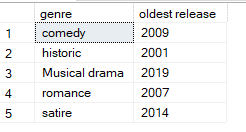 genre oldest release
1 comedy 2009
2 historic 2001
3 Musical drama 2019
4 romance 2007
5 satire 2014